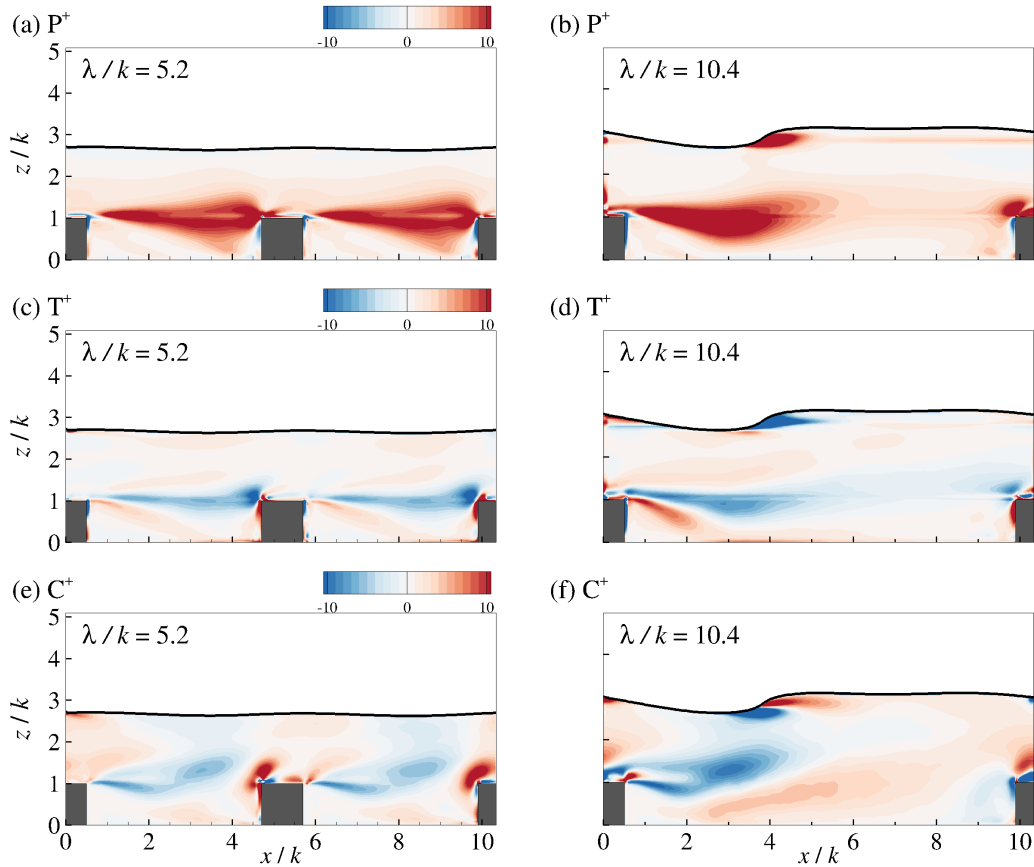 (a) P⁺
-10 0 10
(b) P⁺
λ / k = 5.2
λ / k = 10.4
5
4
3
2
1
0
z / k
(c) T⁺
-10 0 10
(d) T⁺
λ / k = 5.2
λ / k = 10.4
5
4
3
2
1
0
z / k
(e) C⁺
-10 0 10
(f) C⁺
λ / k = 5.2
λ / k = 10.4
5
4
3
2
1
0
z / k
0 2 4 6 8 10
0 2 4 6 8 10
x / k
x / k